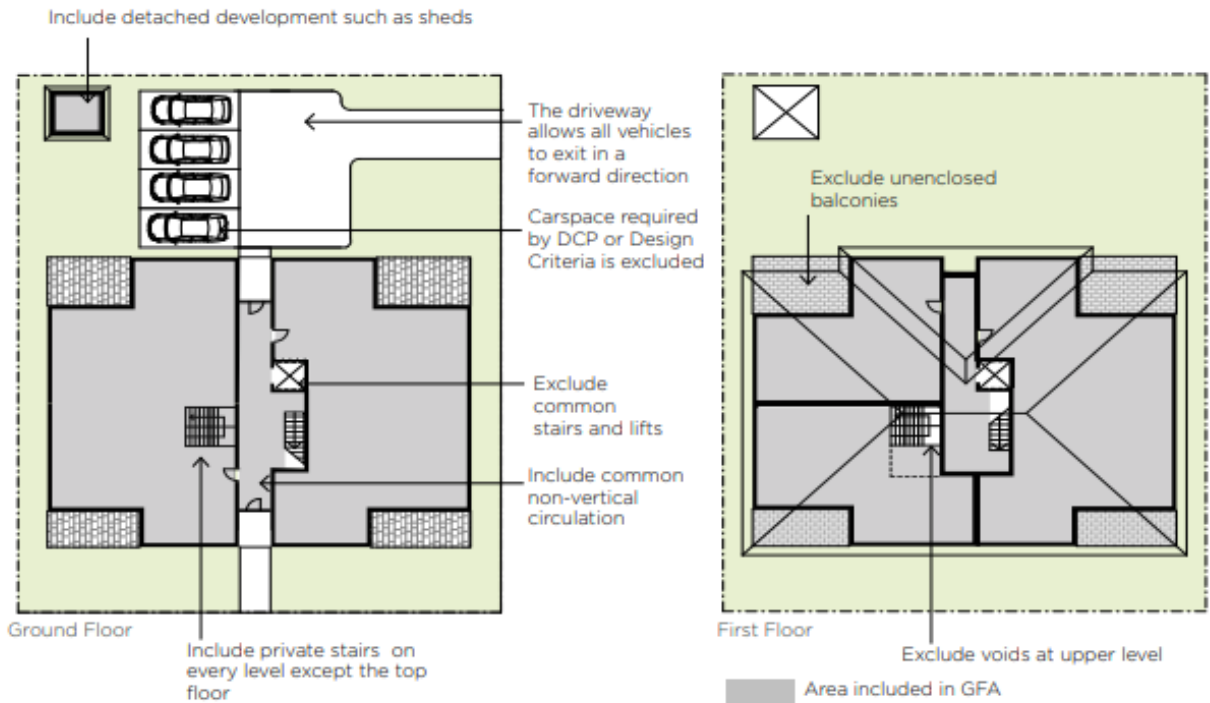 Include detached development such as sheds
The driveway
allows all vehicles
to exit in a
forward direction
Carspace required
by DCP or Design
Criteria is excluded
Exclude
common
stairs and lifts
Include common
non-vertical
circulation
Ground Floor
Include private stairs on
every level except the top
floor
Exclude unenclosed
balconies
First Floor
Exclude voids at upper level
Area included in GFA